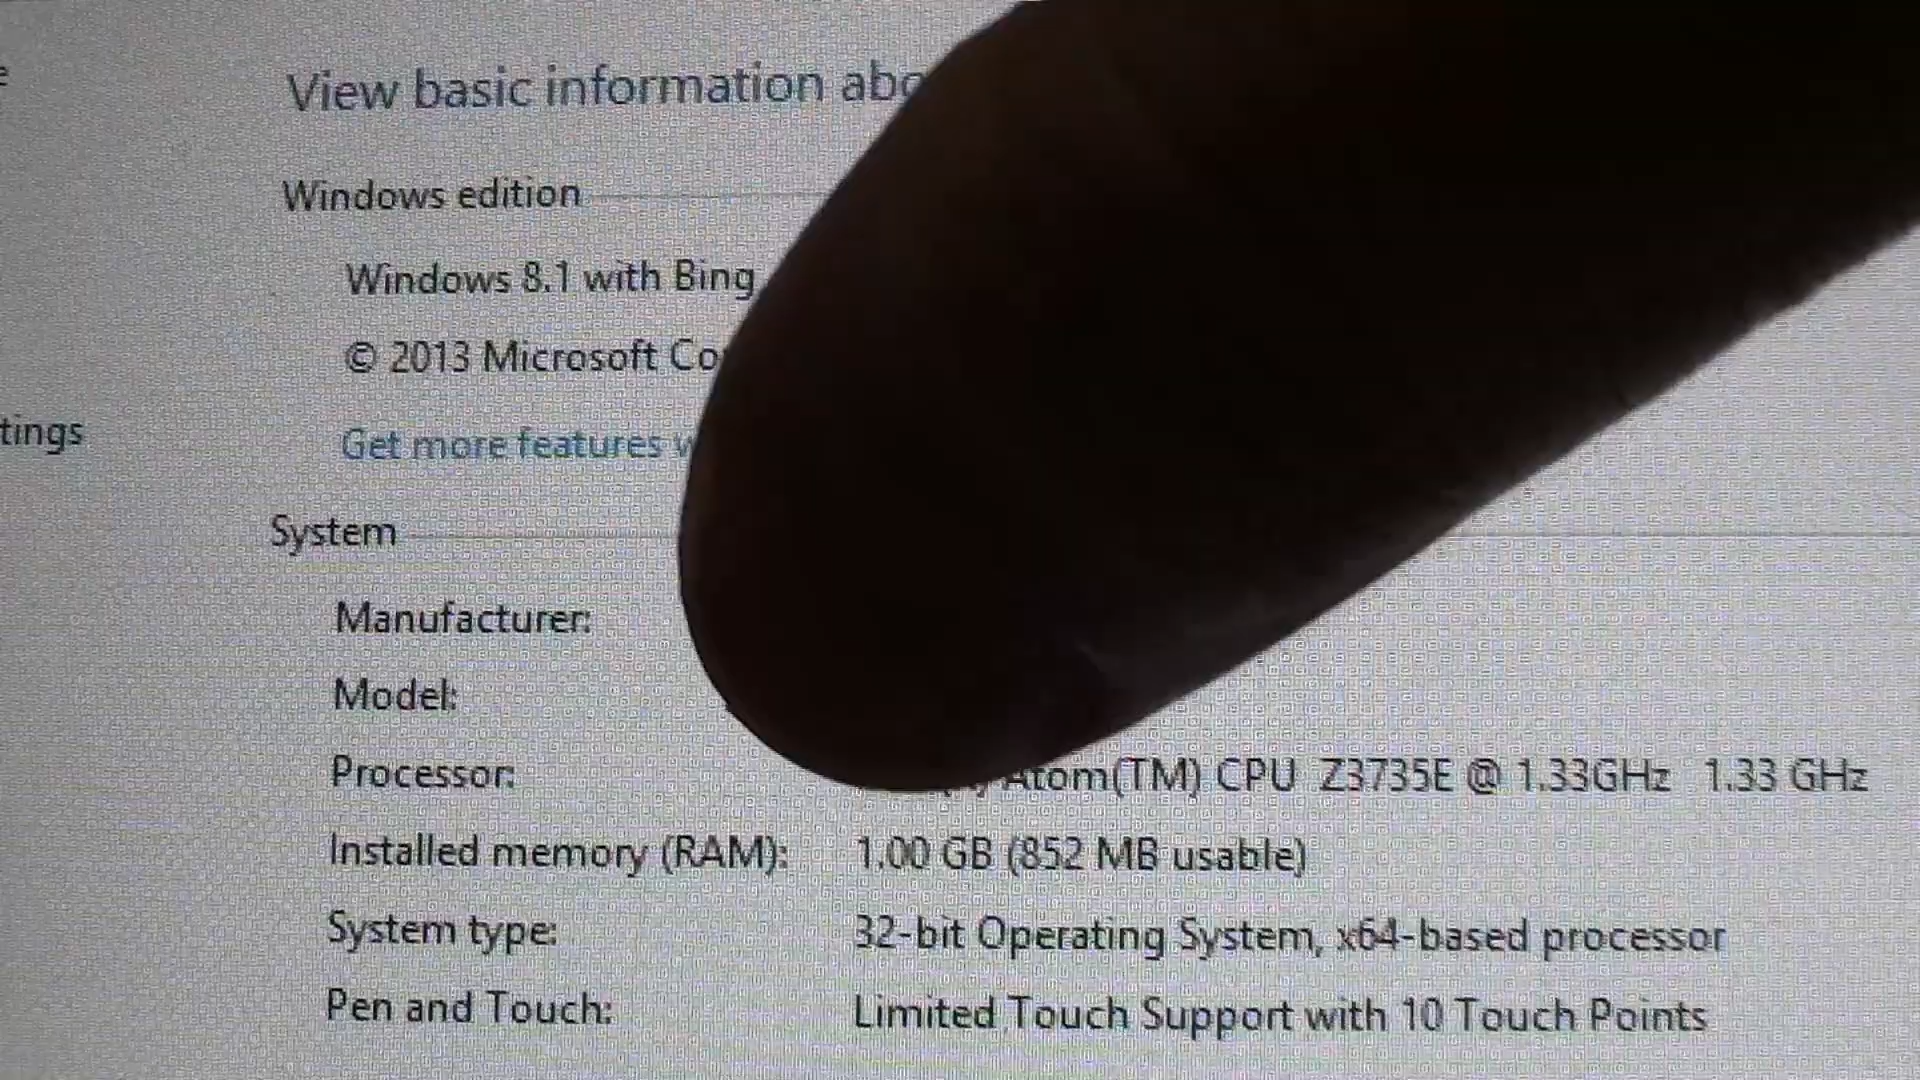 View basic information
Windows edition
Windows 8.1 with Bing
© 2013 Microsoft
Get more features
tings
System
Manufacturer:
Model:
Processor: Atom(TM) CPU Z3735E @ 1.33GHz 1.33 GHz
Installed memory (RAM): 1.00 GB (852 MB usable)
System type: 32-bit Operating System, x64-based processor
Pen and Touch: Limited Touch Support with 10 Touch Points